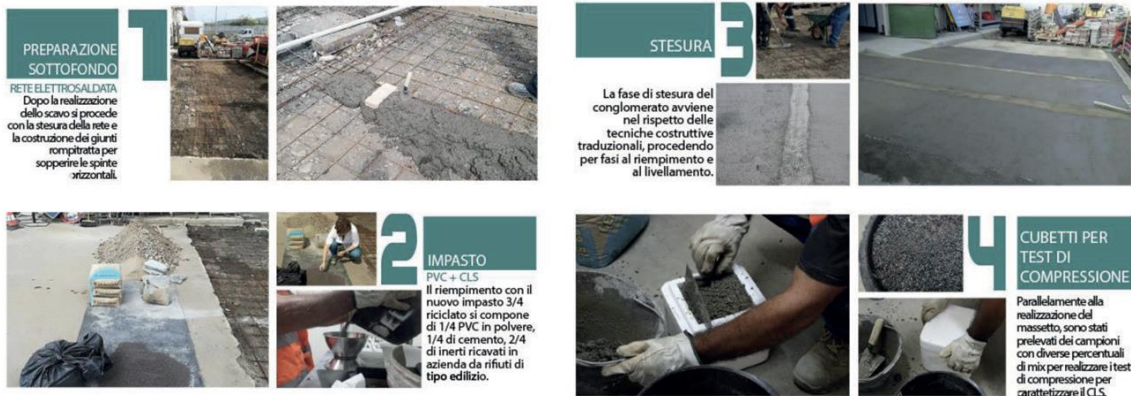 1
PREPARAZIONE
SOTTOFONDO
RETE ELETTROSALDATA
Dopo la realizzazione
dello scavo si procede
con la stesura della rete e
la costruzione dei giunti
rompitratta per
sopperire le spinte
orizzontali.
2
IMPASTO
PVC + CLS
Il riempimento con il
nuovo impasto 3/4
riciclato si compone
di 1/4 PVC in polvere,
1/4 di cemento, 2/4
di inerti ricavati in
azienda da rifiuti di
tipo edilizio.
3
STESURA
La fase di stesura del
conglomerato avviene
nel rispetto delle
tecniche costruttive
traduzionali, procedendo
per fasi al riempimento e
al livellamento.
4
CUBETTI PER
TEST DI
COMPRESSIONE
Parallelamente alla
realizzazione del
massetto, sono stati
prelevati dei campioni
con diverse percentuali
di mix per realizzare i test
di compressione per
carattetizzare il CLS.